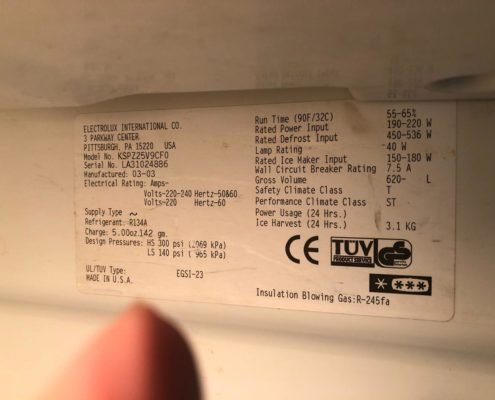 ELECTROLUX INTERNATIONAL CO.
3 PARKWAY CENTER
PITTSBURGH, PA 15220 USA
Model No. KSPZZ25V9CF0
Serial No. LA31024886
Manufactured: 03-03
Electrical Rating: Amps-
Volts-220-240 Hertz-50&60
Volts-220 Hertz-60
Supply Type ~
Refrigerant: R134A
Charge: 5.00oz.142 gm.
Design Pressures: HS 300 psi (2069 kPa)
LS 140 psi ( 965 kPa)
UL/TUV Type: EGSI-23
MADE IN U.S.A.
Run Time (90F/32C) 55-65%
Rated Power Input 190-220 W
Rated Defrost Input 450-536 W
Lamp Rating 40 W
Rated Ice Maker Input 150-180 W
Wall Circuit Breaker Rating 7.5 A
Gross Volume 620- L
Safety Climate Class T
Performance Climate Class ST
Power Usage (24 Hrs.)
Ice Harvest (24 Hrs.) 3.1 KG
CE
TÜV
PRODUCT SERVICE
GS
* ***
Insulation Blowing Gas:R-245fa